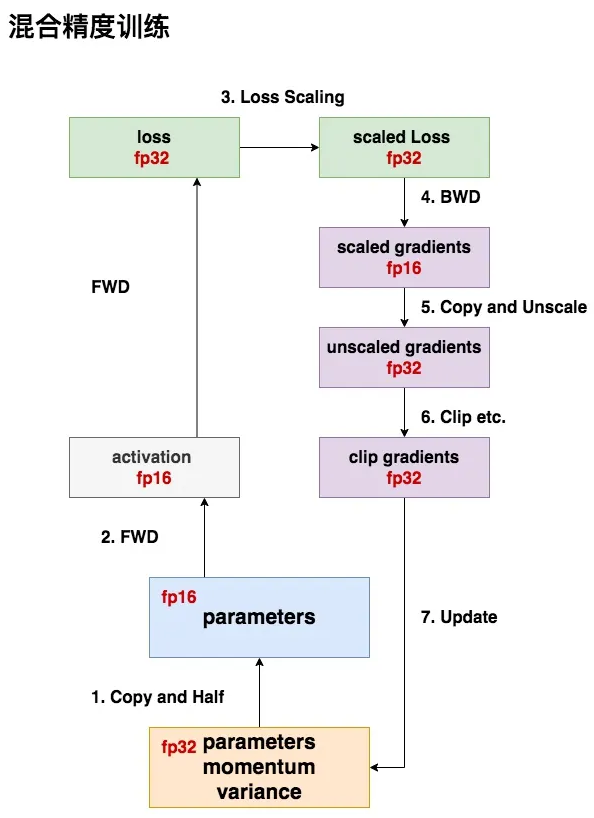 混合精度训练
3. Loss Scaling
loss
fp32
scaled Loss
fp32
4. BWD
scaled gradients
fp16
FWD
5. Copy and Unscale
unscaled gradients
fp32
6. Clip etc.
activation
fp16
clip gradients
fp32
2. FWD
fp16
parameters
7. Update
1. Copy and Half
fp32 parameters
momentum
variance